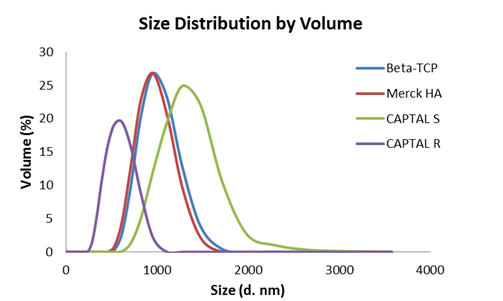 Size Distribution by Volume
30
25
20
15
10
5
0
Volume (%)
Beta-TCP
Merck HA
CAPTAL S
CAPTAL R
0 1000 2000 3000 4000
Size (d. nm)